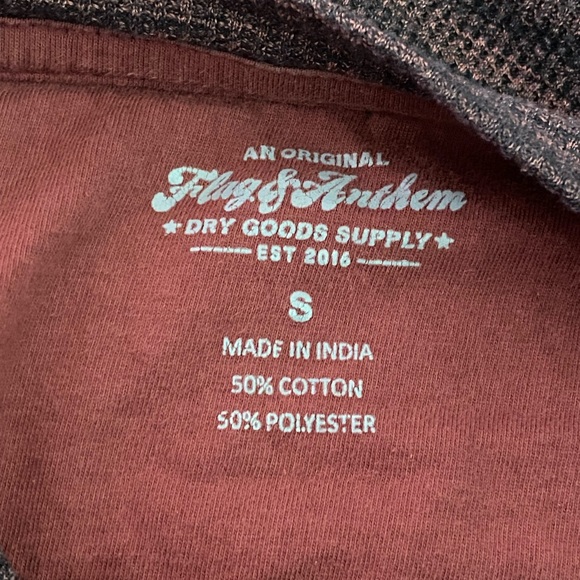 AN ORIGINAL
Flag & Anthem
★ DRY GOODS SUPPLY ★
EST 2016
S
MADE IN INDIA
50% COTTON
50% POLYESTER